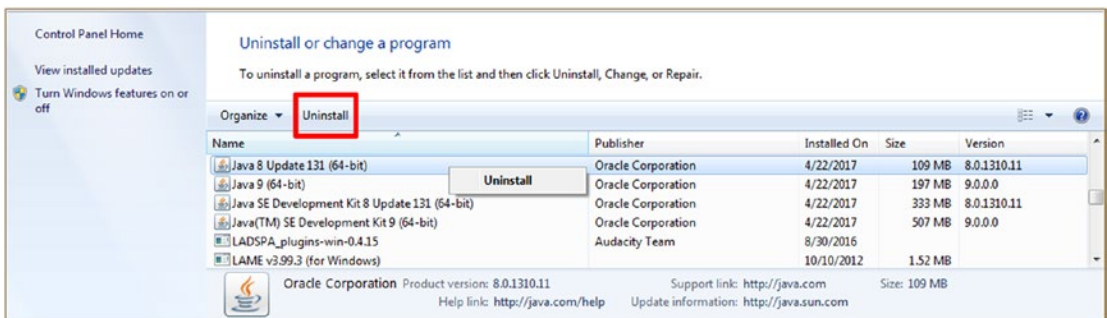 Control Panel Home
View installed updates
Turn Windows features on or
off
Uninstall or change a program
To uninstall a program, select it from the list and then click Uninstall, Change, or Repair.
Organize Uninstall
Name Publisher Installed On Size Version
Java 8 Update 131 (64-bit) Oracle Corporation 4/22/2017 109 MB 8.0.1310.11
Uninstall
Java 9 (64-bit) Oracle Corporation 4/22/2017 197 MB 9.0.0.0
Java SE Development Kit 8 Update 131 (64-bit) Oracle Corporation 4/22/2017 333 MB 8.0.1310.11
Java(TM) SE Development Kit 9 (64-bit) Oracle Corporation 4/22/2017 507 MB 9.0.0.0
LADSPA_plugins-win-0.4.15 Audacity Team 8/30/2016
LAME v3.99.3 (for Windows) 10/10/2012 1.52 MB
Oracle Corporation Product version: 8.0.1310.11 Support link: http://java.com Size: 109 MB
Help link: http://java.com/help Update information: http://java.sun.com